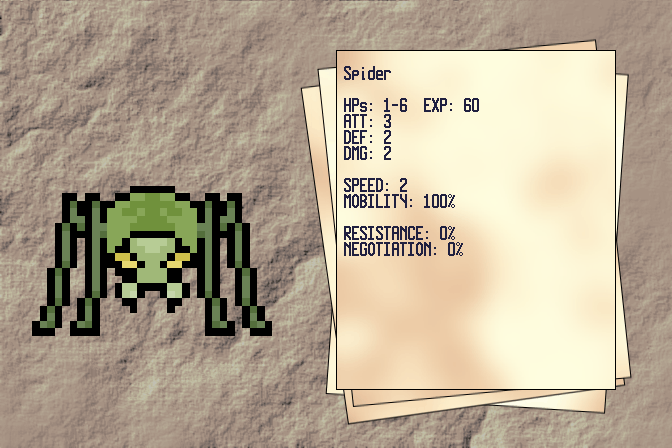 Spider
HPs: 1-6 EXP: 60
ATT: 3
DEF: 2
DMG: 2
SPEED: 2
MOBILITY: 100%
RESISTANCE: 0%
NEGOTIATION: 0%